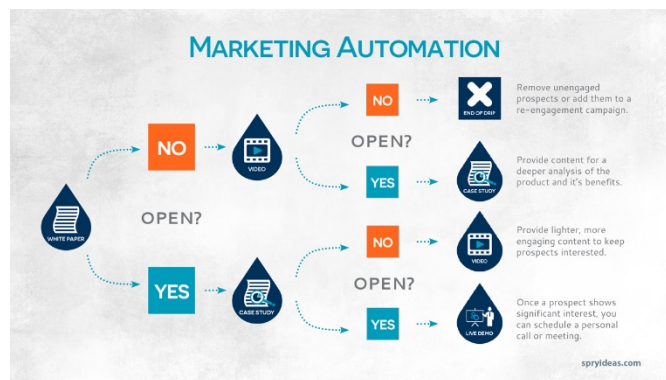 MARKETING AUTOMATION
WHITE PAPER
OPEN?
NO
VIDEO
OPEN?
NO
END OF DRIP
Remove unengaged
prospects or add them to a
re-engagement campaign.
YES
CASE STUDY
Provide content for a
deeper analysis of the
product and it's benefits.
YES
CASE STUDY
OPEN?
NO
VIDEO
Provide lighter, more
engaging content to keep
prospects interested.
YES
LIVE DEMO
Once a prospect shows
significant interest, you
can schedule a personal
call or meeting.
spryideas.com